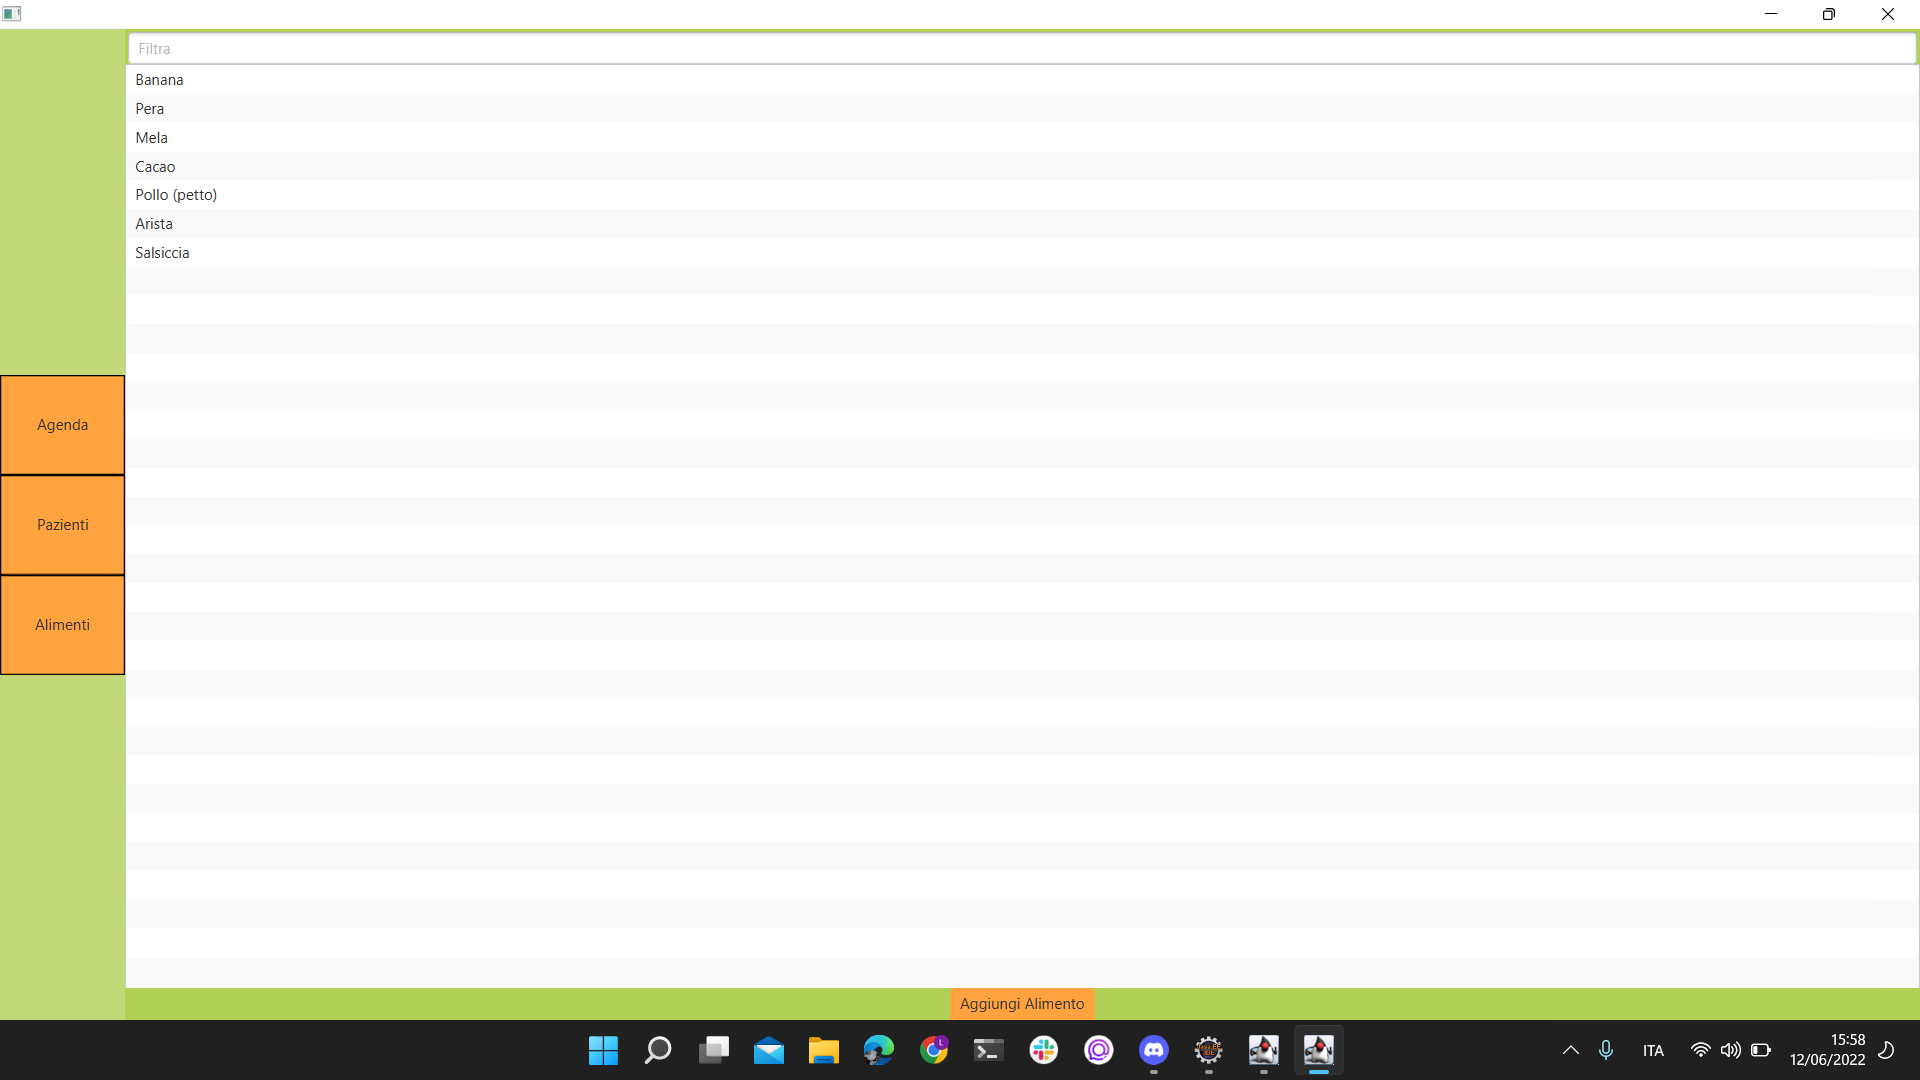 Filtra
Banana
Pera
Mela
Cacao
Pollo (petto)
Arista
Salsiccia
Agenda
Pazienti
Alimenti
Aggiungi Alimento
ITA
15:58
12/06/2022